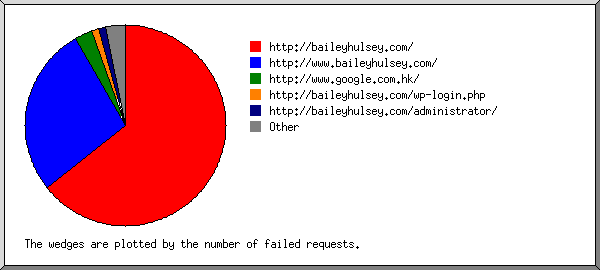 http://baileyhulsey.com/
http://www.baileyhulsey.com/
http://www.google.com.hk/
http://baileyhulsey.com/wp-login.php
http://baileyhulsey.com/administrator/
Other
The wedges are plotted by the number of failed requests.